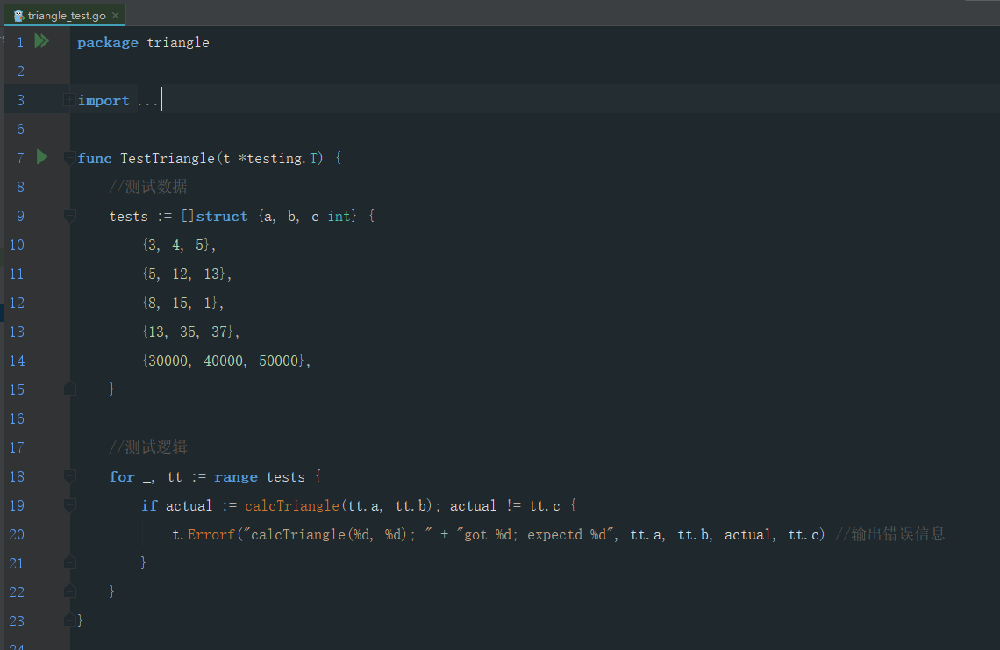 triangle_test.go ×
1 package triangle
2
3 import ...
6
7 func TestTriangle(t *testing.T) {
8 //测试数据
9 tests := []struct {a, b, c int} {
10 {3, 4, 5},
11 {5, 12, 13},
12 {8, 15, 1},
13 {13, 35, 37},
14 {30000, 40000, 50000},
15 }
16
17 //测试逻辑
18 for _, tt := range tests {
19 if actual := calcTriangle(tt.a, tt.b); actual != tt.c {
20 t.Errorf("calcTriangle(%d, %d); " + "got %d; expectd %d", tt.a, tt.b, actual, tt.c) //输出错误信息
21 }
22 }
23 }
24